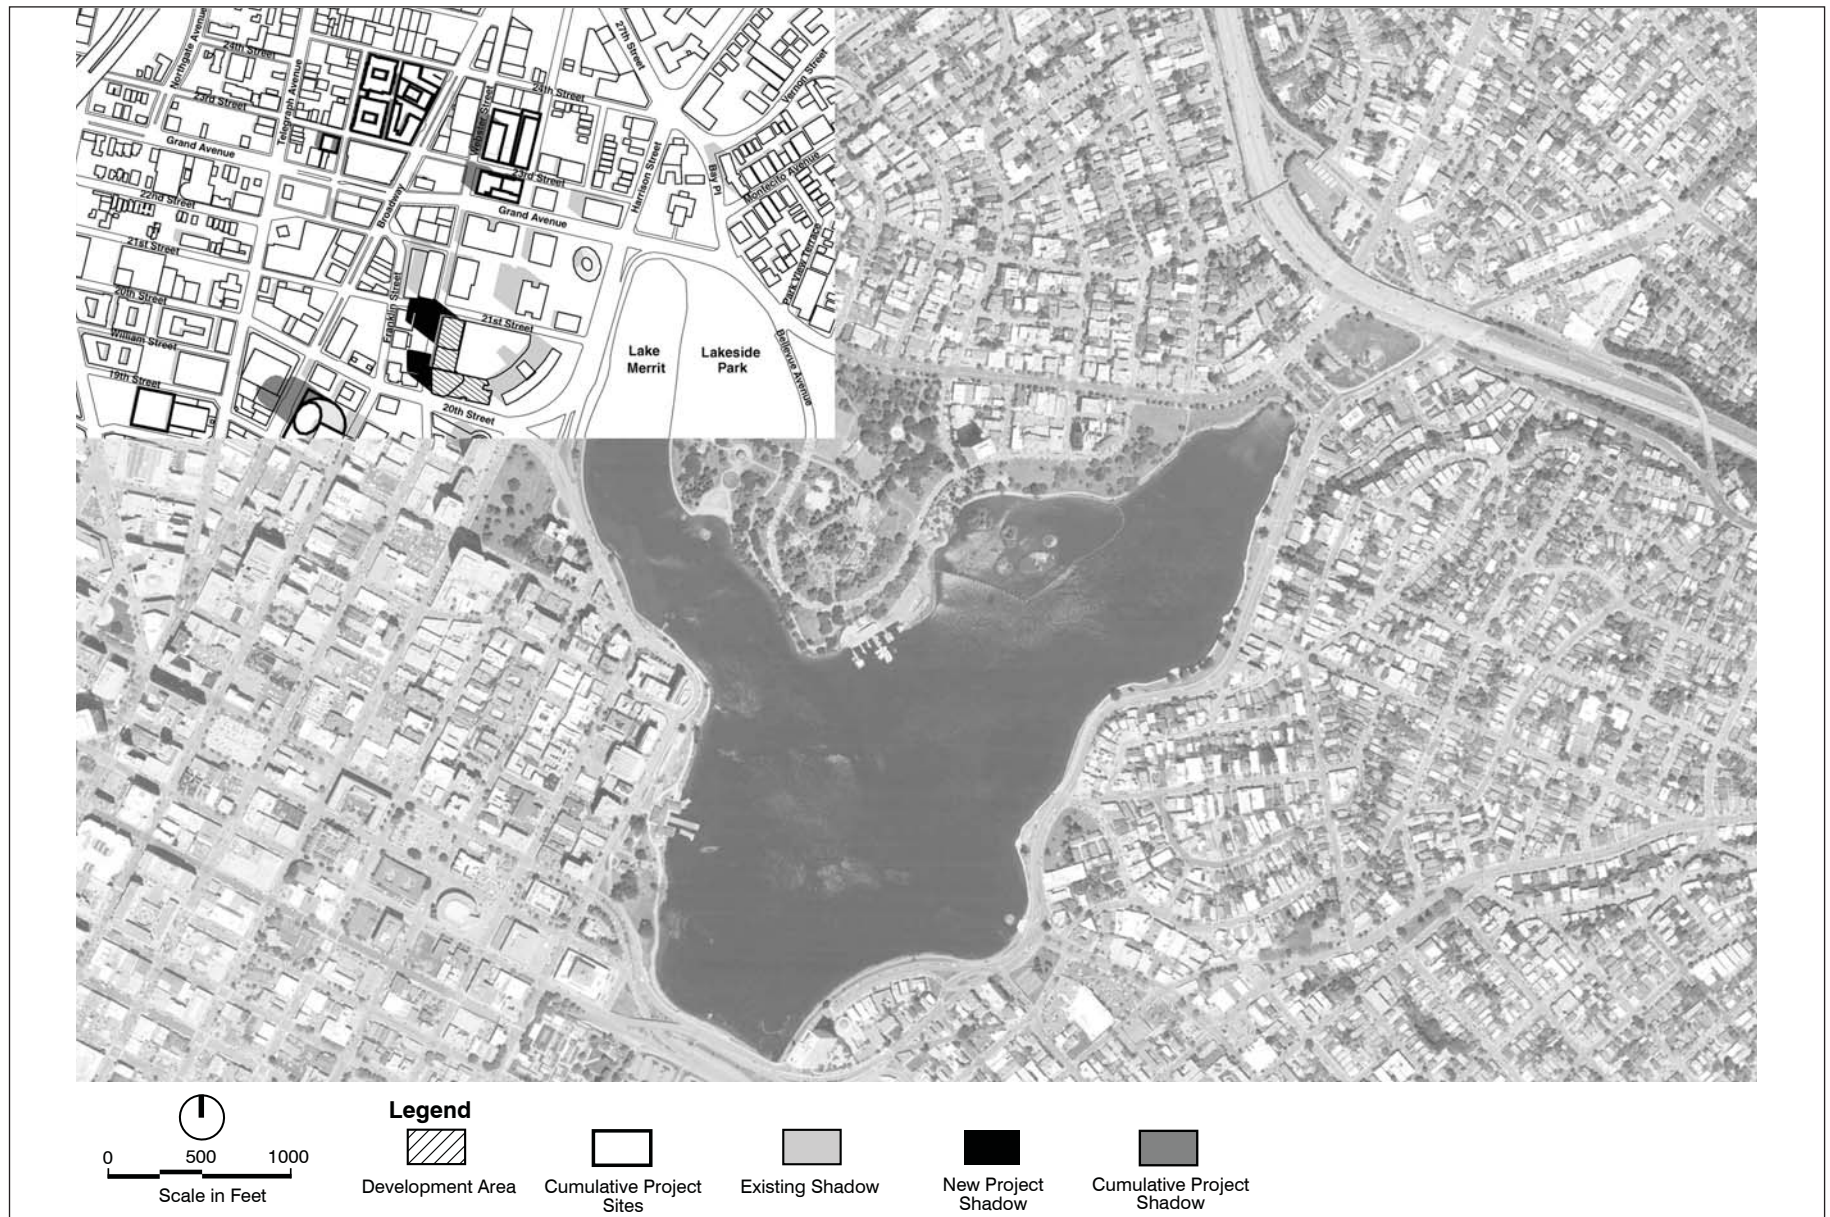 27th Street
Northgate Avenue
24th Street
Telegraph Avenue
Vernon Street
24th Street
23rd Street
Webster Street
Grand Avenue
Harrison Street
Bay Pl
Montecito Avenue
23rd Street
22nd Street
Broadway
Grand Avenue
21st Street
Park View Terrace
20th Street
Franklin Street
21st Street
William Street
Lake
Merrit
Lakeside
Park
Bellevue Avenue
19th Street
20th Street
Legend
0 500 1000
Scale in Feet
Development Area
Cumulative Project
Sites
Existing Shadow
New Project
Shadow
Cumulative Project
Shadow